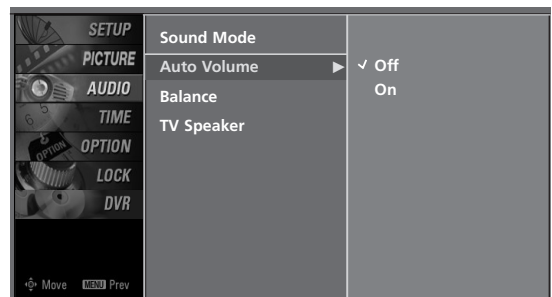 SETUP
PICTURE
AUDIO
TIME
OPTION
LOCK
DVR
Move MENU Prev
Sound Mode
Auto Volume ▶
Balance
TV Speaker
✓ Off
On